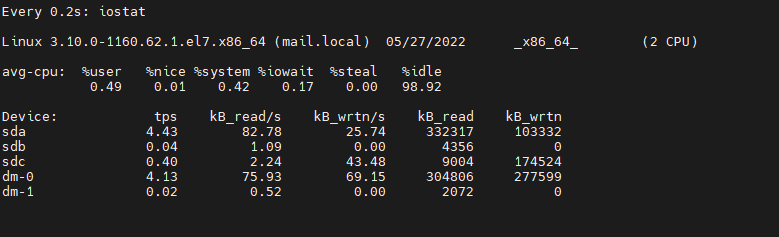 Every 0.2s: iostat
Linux 3.10.0-1160.62.1.el7.x86_64 (mail.local) 05/27/2022 _x86_64_ (2 CPU)
avg-cpu: %user %nice %system %iowait %steal %idle
0.49 0.01 0.42 0.17 0.00 98.92
Device: tps kB_read/s kB_wrtn/s kB_read kB_wrtn
sda 4.43 82.78 25.74 332317 103332
sdb 0.04 1.09 0.00 4356 0
sdc 0.40 2.24 43.48 9004 174524
dm-0 4.13 75.93 69.15 304806 277599
dm-1 0.02 0.52 0.00 2072 0